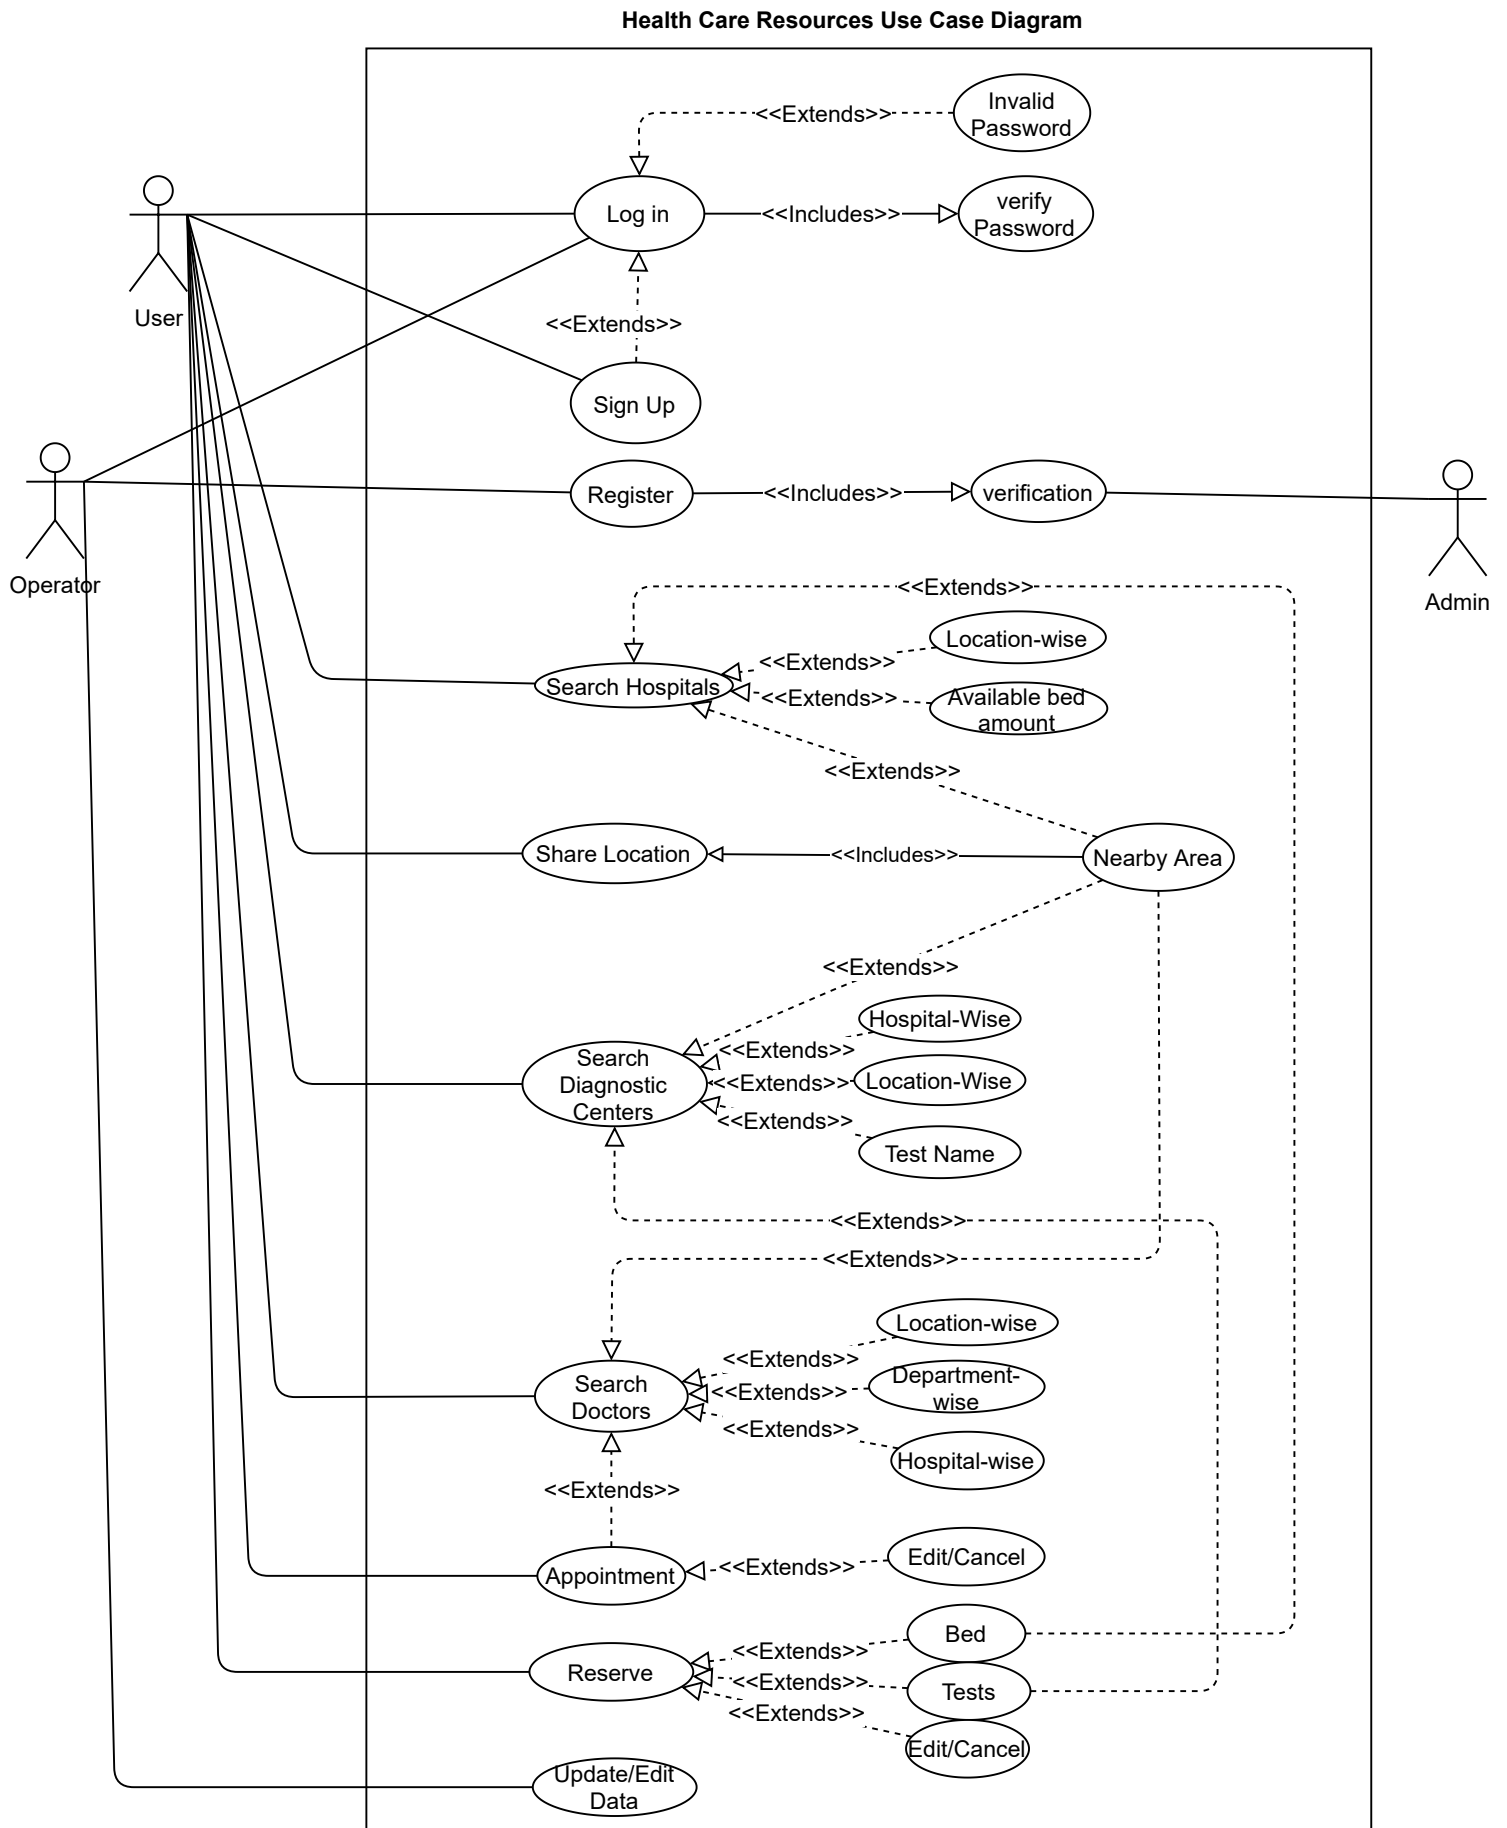 Health Care Resources Use Case Diagram
<<Extends>>
Invalid
Password
User
Log in
<<Includes>>
verify
Password
<<Extends>>
Sign Up
Operator
Register
<<Includes>>
verification
Admin
<<Extends>>
Search Hospitals
<<Extends>>
Location-wise
<<Extends>>
Available bed
amount
<<Extends>>
Share Location
<<Includes>>
Nearby Area
<<Extends>>
Search
Diagnostic
Centers
<<Extends>>
Hospital-Wise
<<Extends>>
Location-Wise
<<Extends>>
Test Name
<<Extends>>
<<Extends>>
Search
Doctors
<<Extends>>
Location-wise
<<Extends>>
Department-
wise
<<Extends>>
Hospital-wise
<<Extends>>
Appointment
<<Extends>>
Edit/Cancel
Reserve
<<Extends>>
Bed
<<Extends>>
Tests
<<Extends>>
Edit/Cancel
Update/Edit
Data